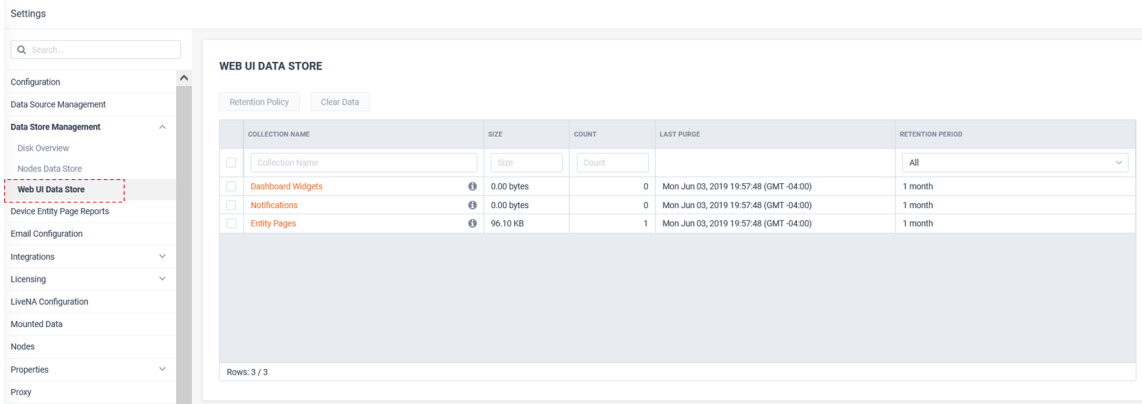 Settings
Search...
Configuration
Data Source Management
Data Store Management
Disk Overview
Nodes Data Store
Web UI Data Store
Device Entity Page Reports
Email Configuration
Integrations
Licensing
LiveNA Configuration
Mounted Data
Nodes
Properties
Proxy
WEB UI DATA STORE
Retention Policy Clear Data
COLLECTION NAME SIZE COUNT LAST PURGE RETENTION PERIOD
Collection Name Size Count All
Dashboard Widgets 0.00 bytes 0 Mon Jun 03, 2019 19:57:48 (GMT -04:00) 1 month
Notifications 0.00 bytes 0 Mon Jun 03, 2019 19:57:48 (GMT -04:00) 1 month
Entity Pages 96.10 KB 1 Mon Jun 03, 2019 19:57:48 (GMT -04:00) 1 month
Rows: 3 / 3